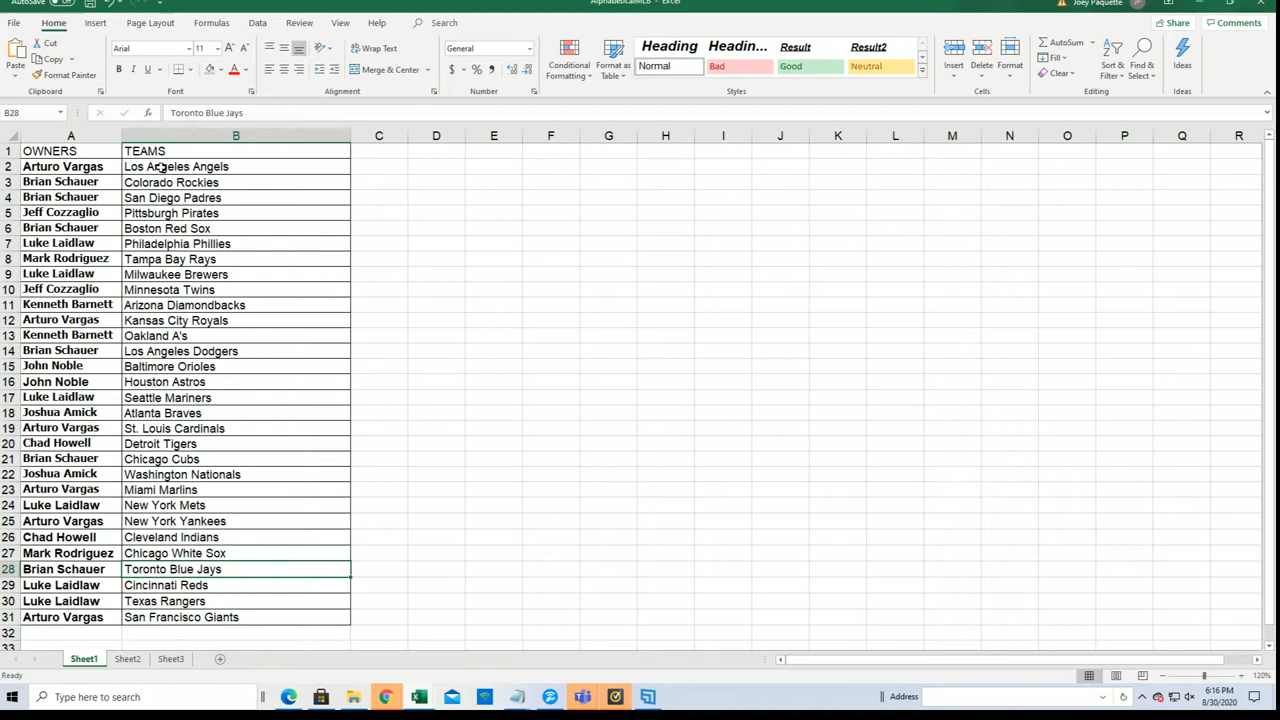 AutoSave Off AlphabeticalMLB - Excel Joey Paquette JP
File Home Insert Page Layout Formulas Data Review View Help Search Share Comments
Cut
Copy
Format Painter
Paste
Clipboard
Arial 11
Font
Wrap Text
Merge & Center
Alignment
General
Number
Conditional Formatting
Format as Table
Heading Headin... Result Result2
Normal Bad Good Neutral
Styles
Insert Delete Format
Cells
AutoSum
Fill
Clear
Sort & Filter
Find & Select
Editing
Ideas
Ideas
B28 fx Toronto Blue Jays
A B C D E F G H I J K L M N O P Q R
1 OWNERS TEAMS
2 Arturo Vargas Los Angeles Angels
3 Brian Schauer Colorado Rockies
4 Brian Schauer San Diego Padres
5 Jeff Cozzaglio Pittsburgh Pirates
6 Brian Schauer Boston Red Sox
7 Luke Laidlaw Philadelphia Phillies
8 Mark Rodriguez Tampa Bay Rays
9 Luke Laidlaw Milwaukee Brewers
10 Jeff Cozzaglio Minnesota Twins
11 Kenneth Barnett Arizona Diamondbacks
12 Arturo Vargas Kansas City Royals
13 Kenneth Barnett Oakland A's
14 Brian Schauer Los Angeles Dodgers
15 John Noble Baltimore Orioles
16 John Noble Houston Astros
17 Luke Laidlaw Seattle Mariners
18 Joshua Amick Atlanta Braves
19 Arturo Vargas St. Louis Cardinals
20 Chad Howell Detroit Tigers
21 Brian Schauer Chicago Cubs
22 Joshua Amick Washington Nationals
23 Arturo Vargas Miami Marlins
24 Luke Laidlaw New York Mets
25 Arturo Vargas New York Yankees
26 Chad Howell Cleveland Indians
27 Mark Rodriguez Chicago White Sox
28 Brian Schauer Toronto Blue Jays
29 Luke Laidlaw Cincinnati Reds
30 Luke Laidlaw Texas Rangers
31 Arturo Vargas San Francisco Giants
32
33
Sheet1 Sheet2 Sheet3
Ready 120%
Type here to search Address 6:16 PM
8/30/2020